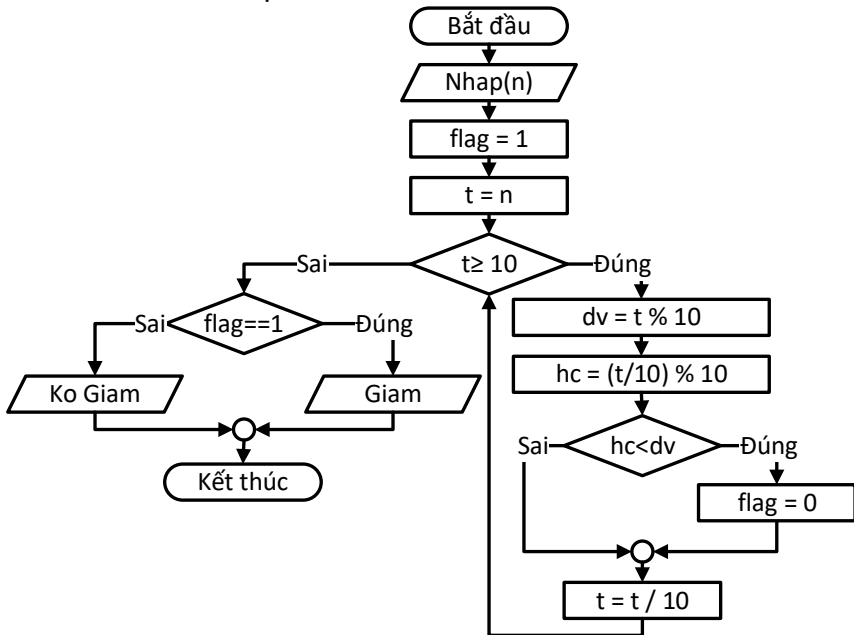 Bắt đầu
Nhap(n)
flag = 1
t = n
t≥ 10
Sai
Đúng
flag==1
Sai
Đúng
Ko Giam
Giam
Kết thúc
dv = t % 10
hc = (t/10) % 10
hc<dv
Sai
Đúng
flag = 0
t = t / 10